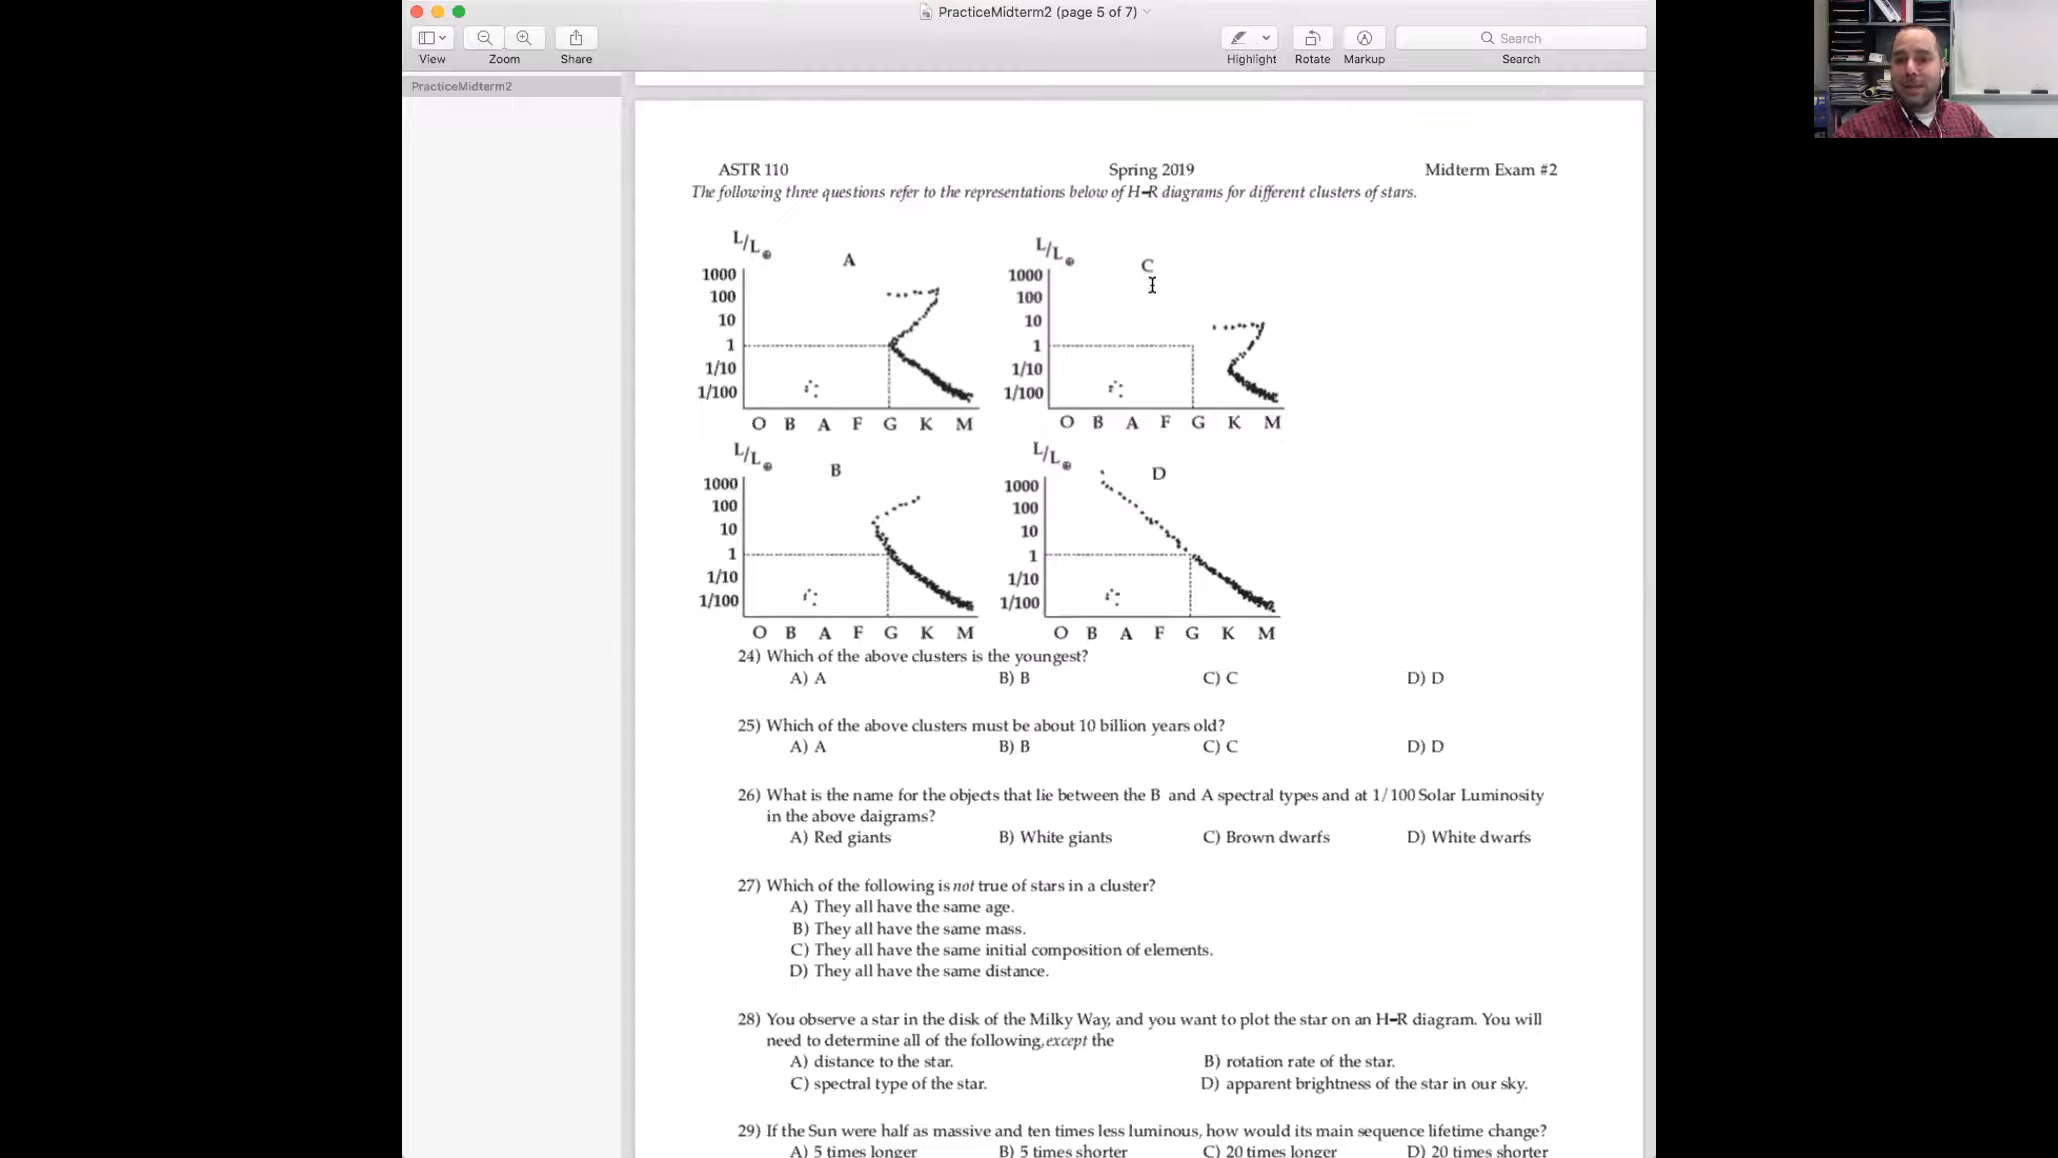 PracticeMidterm2 (page 5 of 7)
View
Zoom
Share
Highlight
Rotate
Markup
Search
Search
PracticeMidterm2
ASTR 110 Spring 2019 Midterm Exam #2
The following three questions refer to the representations below of H-R diagrams for different clusters of stars.
L/L⊕
A
1000
100
10
1
1/10
1/100
O B A F G K M
L/L⊕
C
1000
100
10
1
1/10
1/100
O B A F G K M
L/L⊕
B
1000
100
10
1
1/10
1/100
O B A F G K M
L/L⊕
D
1000
100
10
1
1/10
1/100
O B A F G K M
24) Which of the above clusters is the youngest?
A) A B) B C) C D) D
25) Which of the above clusters must be about 10 billion years old?
A) A B) B C) C D) D
26) What is the name for the objects that lie between the B and A spectral types and at 1/100 Solar Luminosity
in the above daigrams?
A) Red giants B) White giants C) Brown dwarfs D) White dwarfs
27) Which of the following is not true of stars in a cluster?
A) They all have the same age.
B) They all have the same mass.
C) They all have the same initial composition of elements.
D) They all have the same distance.
28) You observe a star in the disk of the Milky Way, and you want to plot the star on an H-R diagram. You will
need to determine all of the following, except the
A) distance to the star. B) rotation rate of the star.
C) spectral type of the star. D) apparent brightness of the star in our sky.
29) If the Sun were half as massive and ten times less luminous, how would its main sequence lifetime change?
A) 5 times longer B) 5 times shorter C) 20 times longer D) 20 times shorter